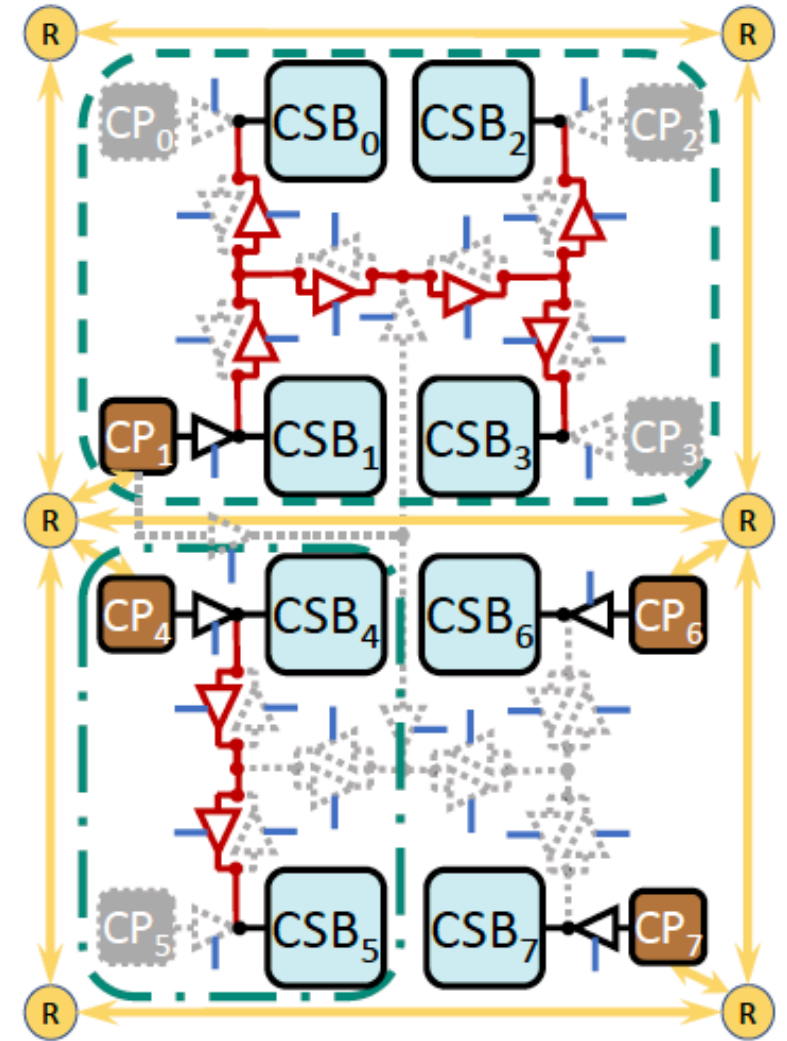 R R
CP0 CSB0 CSB2 CP2
CP1 CSB1 CSB3 CP3
R R
CP4 CSB4 CSB6 CP6
CP5 CSB5 CSB7 CP7
R R